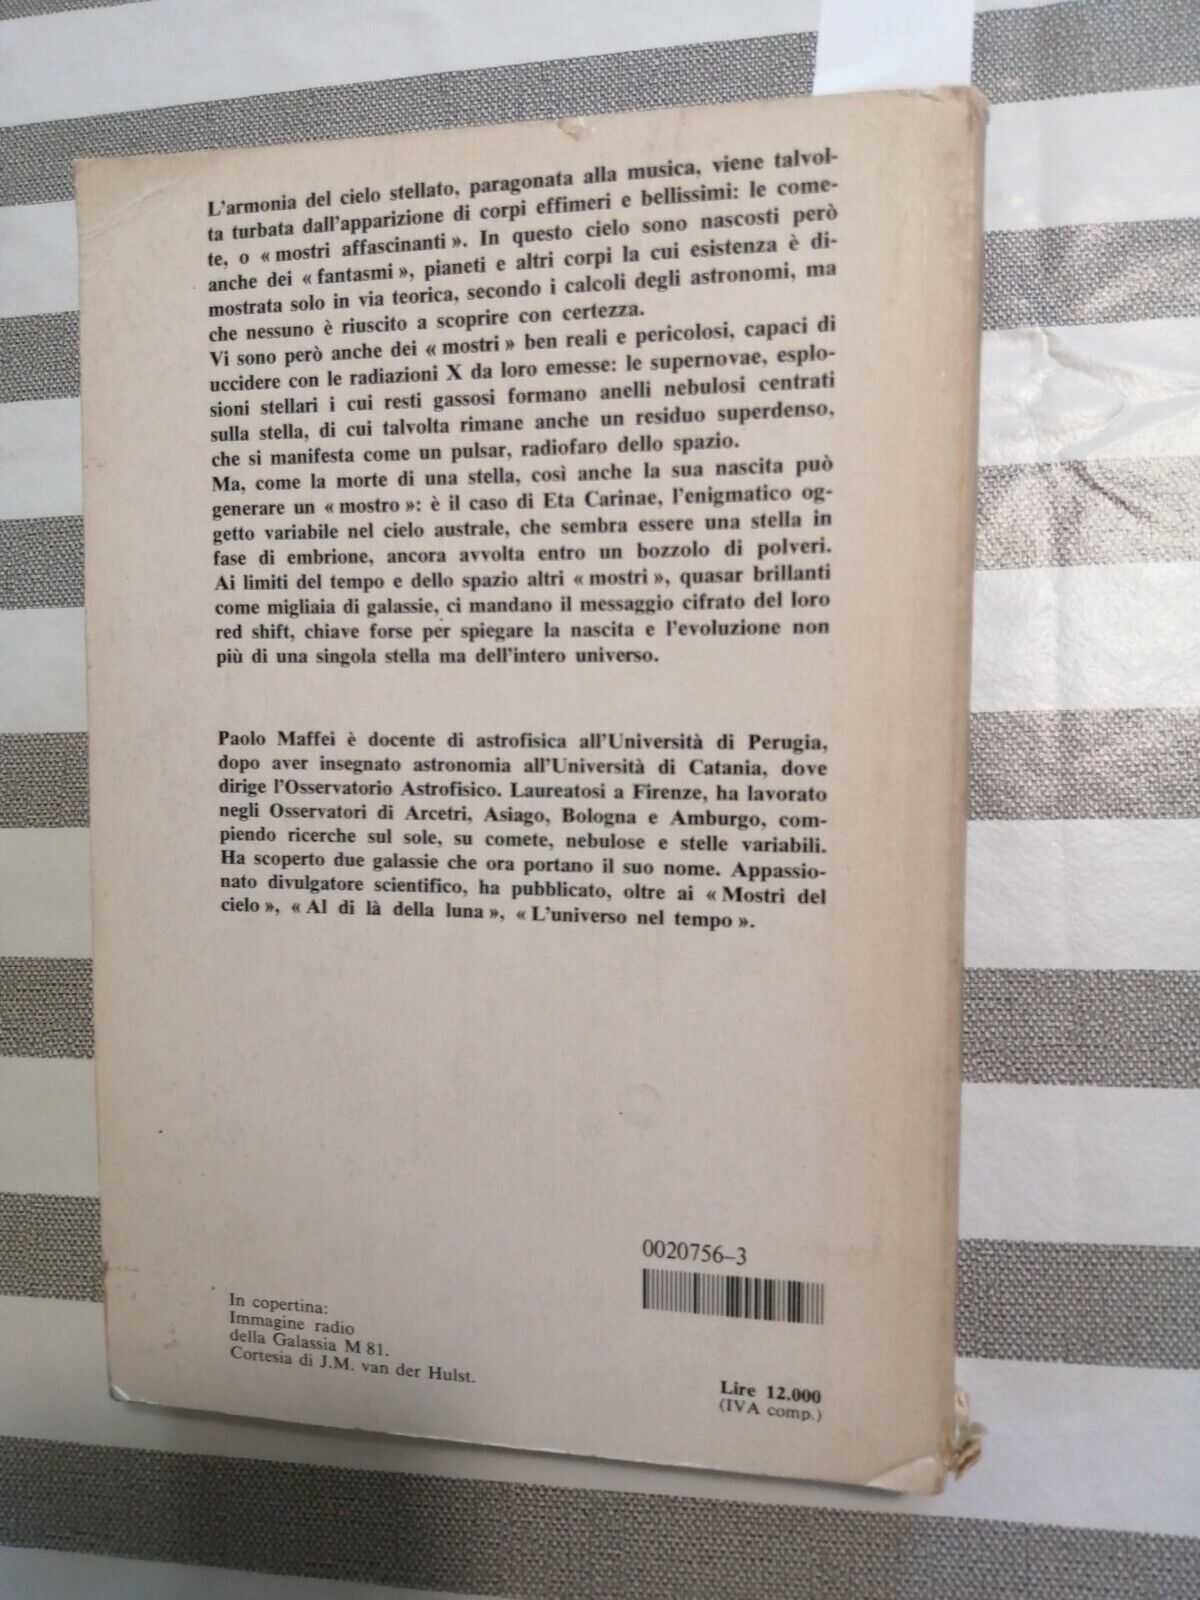 L'armonia del cielo stellato, paragonata alla musica, viene talvol-
ta turbata dall'apparizione di corpi effimeri e bellissimi: le come-
te, o « mostri affascinanti ». In questo cielo sono nascosti però
anche dei « fantasmi », pianeti e altri corpi la cui esistenza è di-
mostrata solo in via teorica, secondo i calcoli degli astronomi, ma
che nessuno è riuscito a scoprire con certezza.
Vi sono però anche dei « mostri » ben reali e pericolosi, capaci di
uccidere con le radiazioni X da loro emesse: le supernovae, esplo-
sioni stellari i cui resti gassosi formano anelli nebulosi centrati
sulla stella, di cui talvolta rimane anche un residuo superdenso,
che si manifesta come un pulsar, radiofaro dello spazio.
Ma, come la morte di una stella, così anche la sua nascita può
generare un « mostro »: è il caso di Eta Carinae, l'enigmatico og-
getto variabile nel cielo australe, che sembra essere una stella in
fase di embrione, ancora avvolta entro un bozzolo di polveri.
Ai limiti del tempo e dello spazio altri « mostri », quasar brillanti
come migliaia di galassie, ci mandano il messaggio cifrato del loro
red shift, chiave forse per spiegare la nascita e l'evoluzione non
più di una singola stella ma dell'intero universo.
Paolo Maffei è docente di astrofisica all'Università di Perugia,
dopo aver insegnato astronomia all'Università di Catania, dove
dirige l'Osservatorio Astrofisico. Laureatosi a Firenze, ha lavorato
negli Osservatori di Arcetri, Asiago, Bologna e Amburgo, com-
piendo ricerche sul sole, su comete, nebulose e stelle variabili.
Ha scoperto due galassie che ora portano il suo nome. Appassio-
nato divulgatore scientifico, ha pubblicato, oltre ai « Mostri del
cielo », « Al di là della luna », « L'universo nel tempo ».
0020756-3
In copertina:
Immagine radio
della Galassia M 81.
Cortesia di J.M. van der Hulst.
Lire 12.000
(IVA comp.)